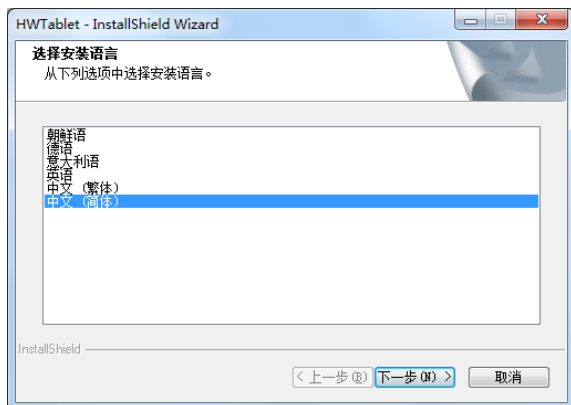 HWTablet - InstallShield Wizard
选择安装语言
从下列选项中选择安装语言。
朝鲜语
德语
意大利语
英语
中文（繁体）
中文（简体）
InstallShield
< 上一步(B)
下一步(N) >
取消